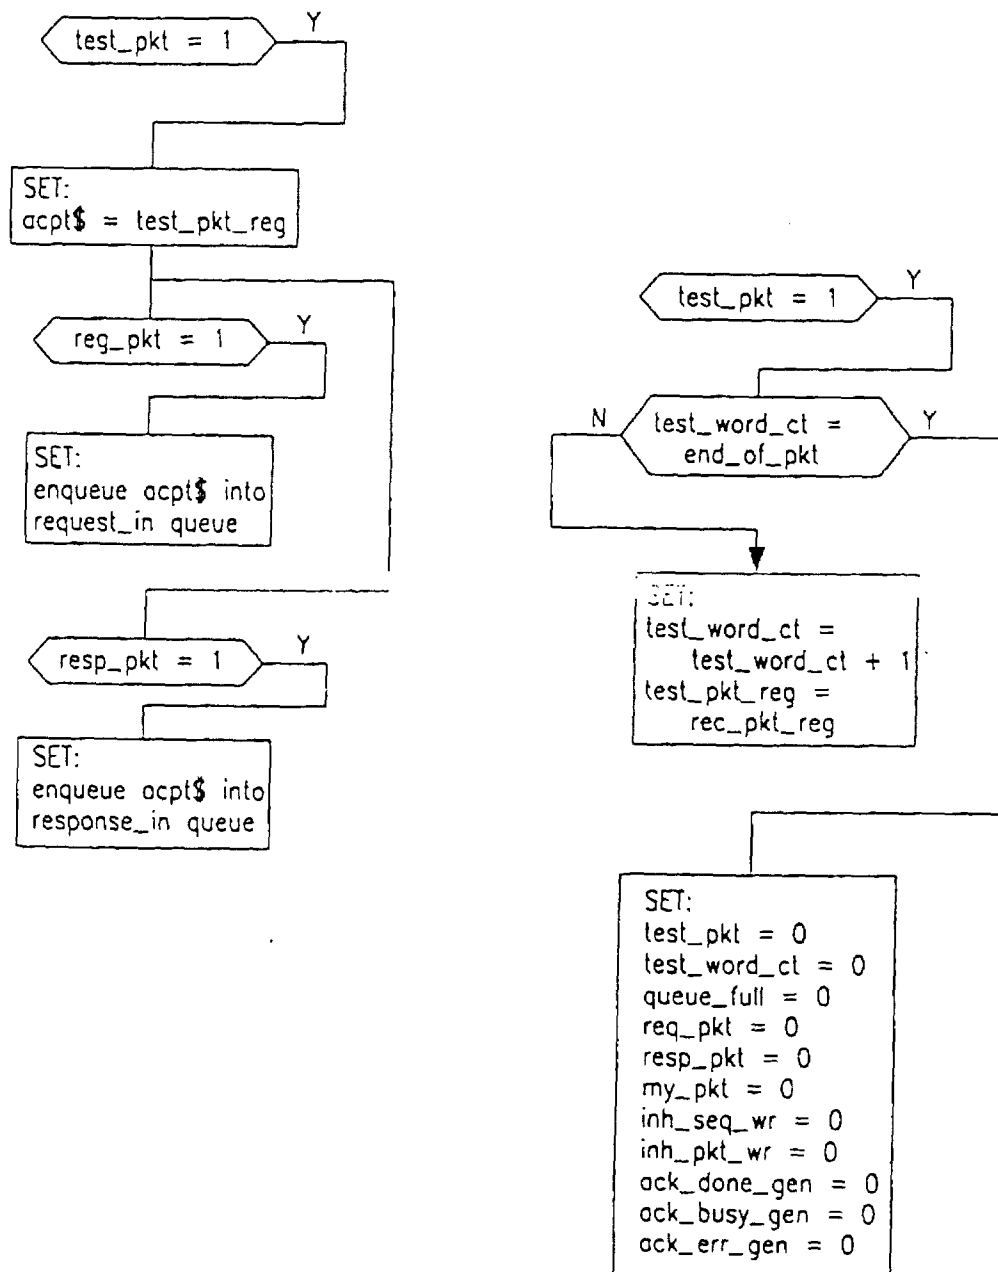 test_pkt = 1
Y
SET:
acpt$ = test_pkt_reg
reg_pkt = 1
Y
SET:
enqueue acpt$ into
request_in queue
resp_pkt = 1
Y
SET:
enqueue acpt$ into
response_in queue
test_pkt = 1
Y
N
test_word_ct =
end_of_pkt
Y
SET:
test_word_ct =
test_word_ct + 1
test_pkt_reg =
rec_pkt_reg
SET:
test_pkt = 0
test_word_ct = 0
queue_full = 0
req_pkt = 0
resp_pkt = 0
my_pkt = 0
inh_seq_wr = 0
inh_pkt_wr = 0
ack_done_gen = 0
ack_busy_gen = 0
ack_err_gen = 0